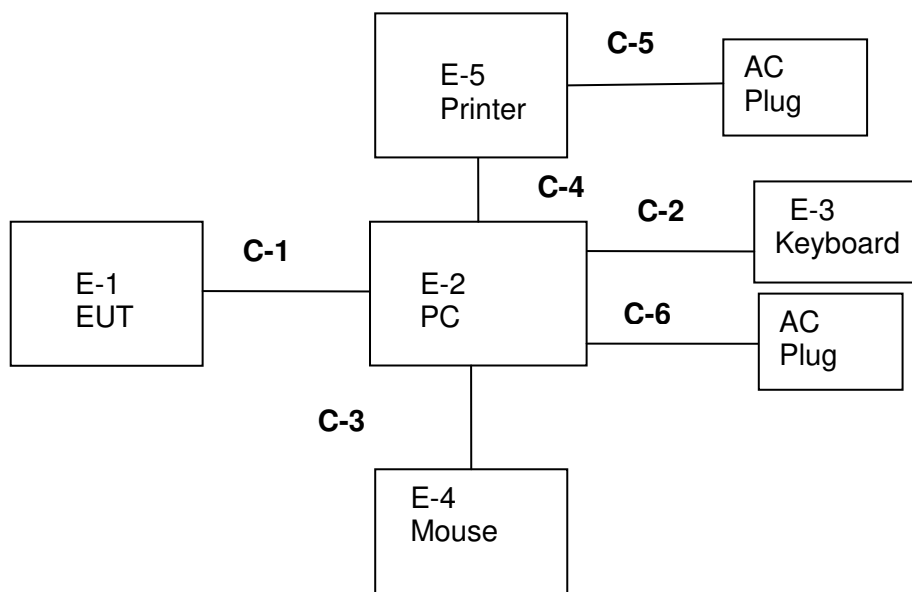 C-5
E-5
Printer
AC
Plug
C-4
C-2
E-3
Keyboard
C-1
E-1
EUT
E-2
PC
C-6
AC
Plug
C-3
E-4
Mouse